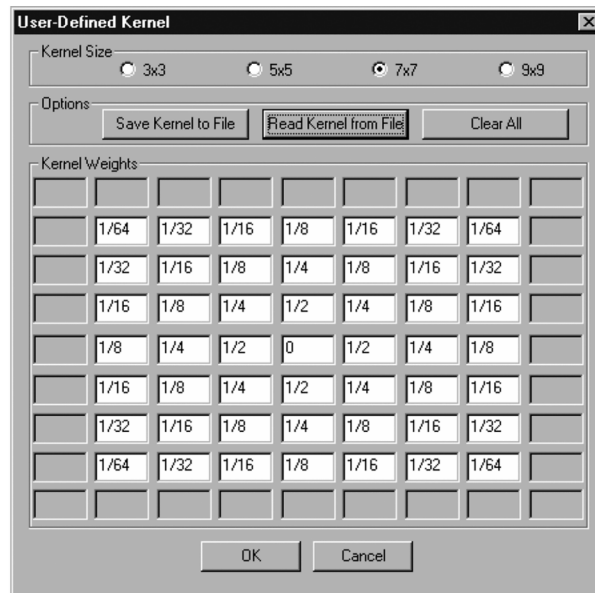 User-Defined Kernel
Kernel Size
3x3 5x5 7x7 9x9
Options
Save Kernel to File Read Kernel from File Clear All
Kernel Weights
1/64 1/32 1/16 1/8 1/16 1/32 1/64
1/32 1/16 1/8 1/4 1/8 1/16 1/32
1/16 1/8 1/4 1/2 1/4 1/8 1/16
1/8 1/4 1/2 0 1/2 1/4 1/8
1/16 1/8 1/4 1/2 1/4 1/8 1/16
1/32 1/16 1/8 1/4 1/8 1/16 1/32
1/64 1/32 1/16 1/8 1/16 1/32 1/64
OK Cancel